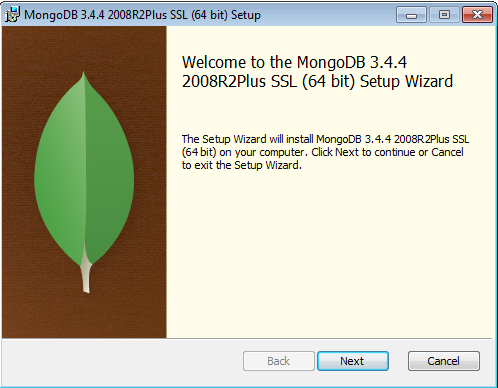 MongoDB 3.4.4 2008R2Plus SSL (64 bit) Setup
Welcome to the MongoDB 3.4.4
2008R2Plus SSL (64 bit) Setup Wizard
The Setup Wizard will install MongoDB 3.4.4 2008R2Plus SSL
(64 bit) on your computer. Click Next to continue or Cancel
to exit the Setup Wizard.
Back Next Cancel